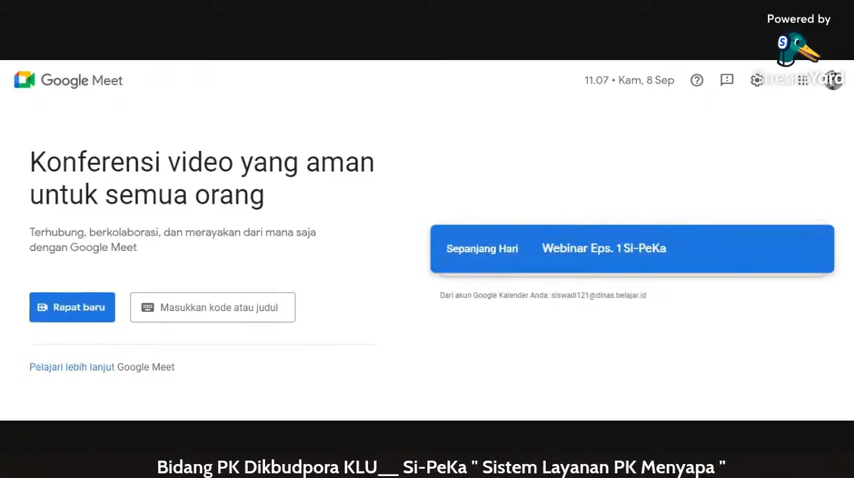 Powered by
StreamYard
Google Meet
11.07 • Kam, 8 Sep
Konferensi video yang aman
untuk semua orang
Terhubung, berkolaborasi, dan merayakan dari mana saja
dengan Google Meet
Sepanjang Hari
Webinar Eps. 1 Si-PeKa
Dari akun Google Kalender Anda: siswadi121@dinas.belajar.id
Rapat baru
Masukkan kode atau judul
Pelajari lebih lanjut Google Meet
Bidang PK Dikbudpora KLU__ Si-PeKa " Sistem Layanan PK Menyapa "